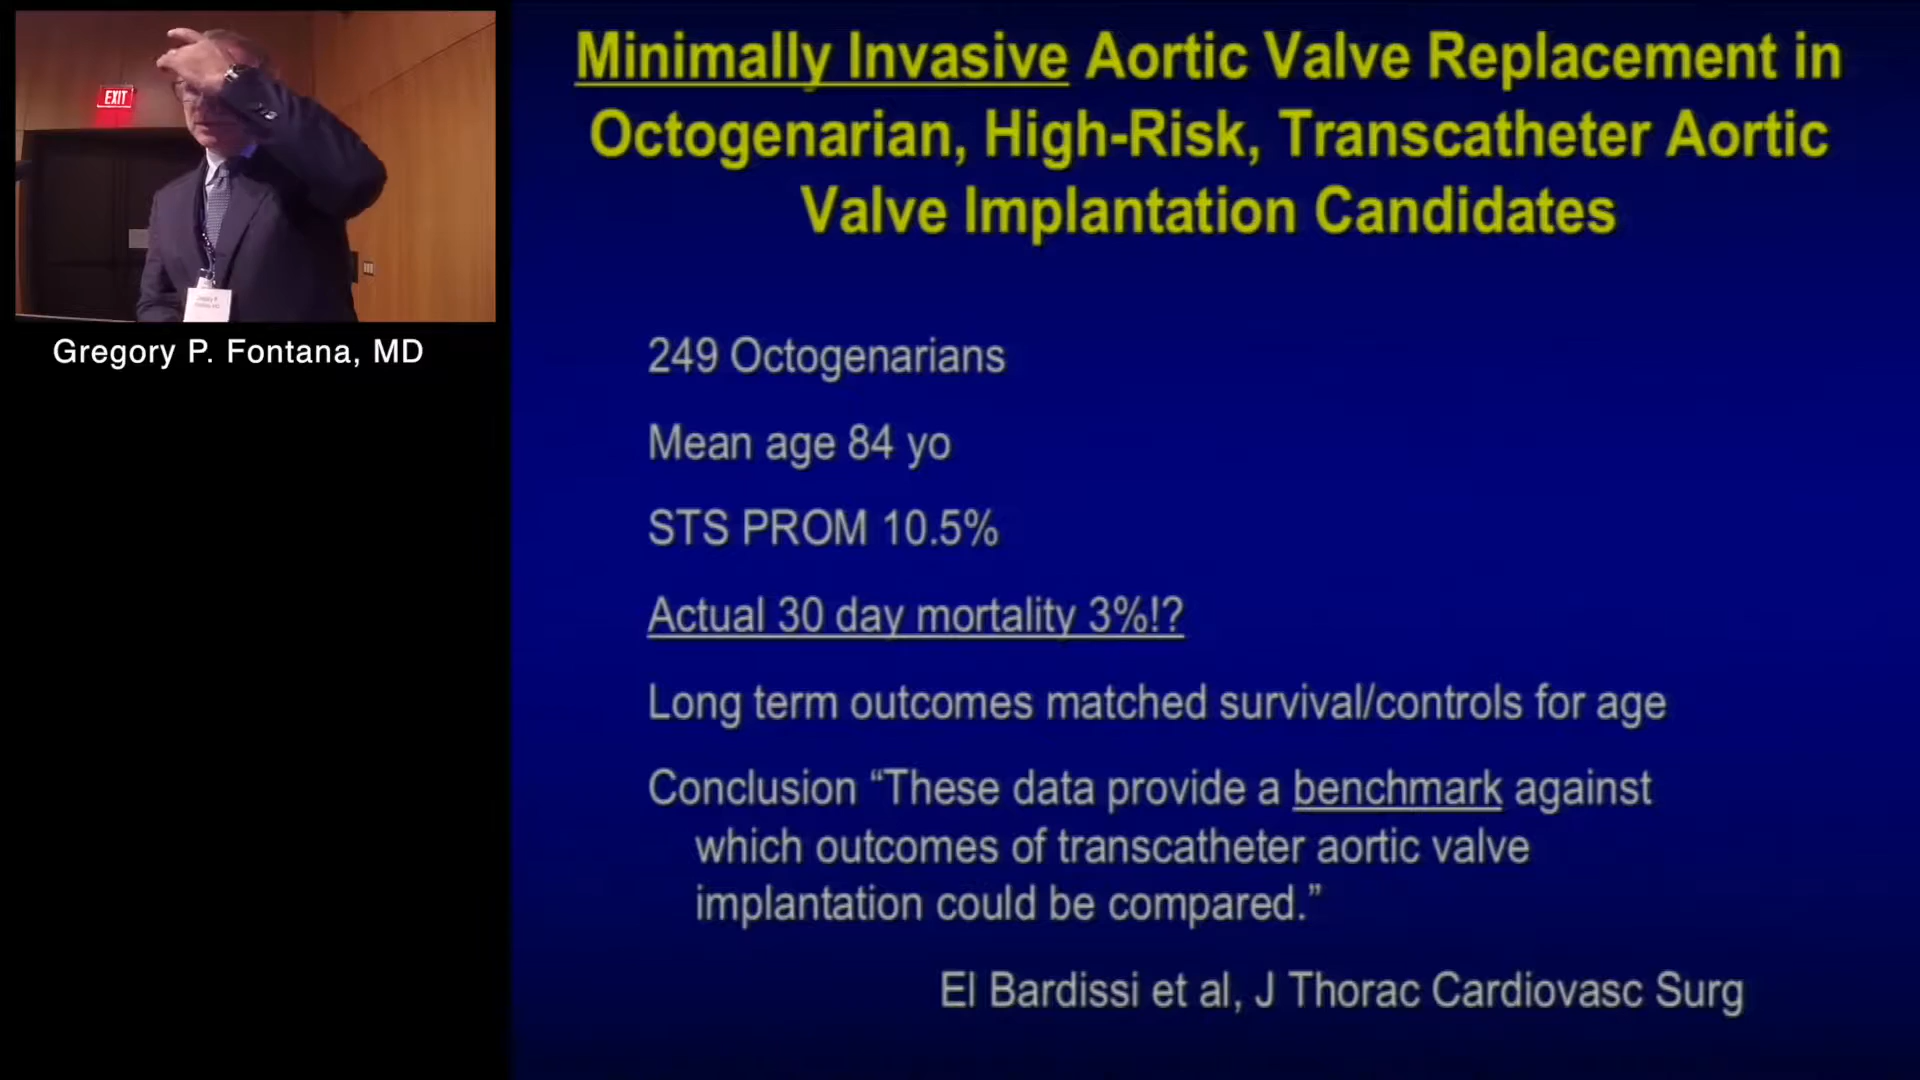 EXIT
Gregory P. Fontana, MD
Minimally Invasive Aortic Valve Replacement in
Octogenarian, High-Risk, Transcatheter Aortic
Valve Implantation Candidates
249 Octogenarians
Mean age 84 yo
STS PROM 10.5%
Actual 30 day mortality 3%!?
Long term outcomes matched survival/controls for age
Conclusion “These data provide a benchmark against
which outcomes of transcatheter aortic valve
implantation could be compared.”
El Bardissi et al, J Thorac Cardiovasc Surg